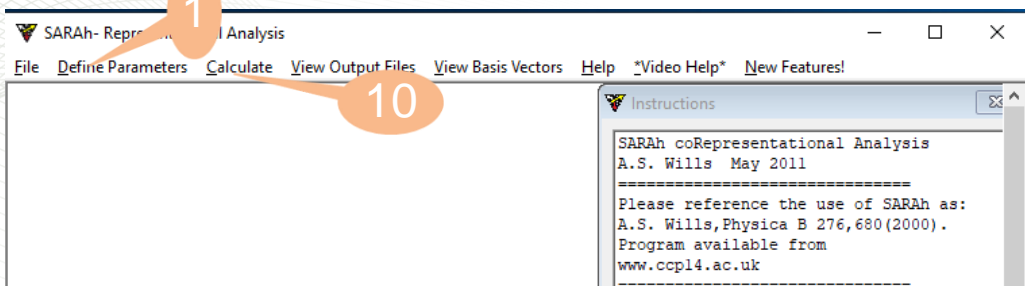 1
SARAh- Repre Analysis
File Define Parameters Calculate View Output Files View Basis Vectors Help *Video Help* New Features!
10
Instructions
SARAh coRepresentational Analysis
A.S. Wills May 2011
===============================
Please reference the use of SARAh as:
A.S. Wills,Physica B 276,680(2000).
Program available from
www.ccp14.ac.uk
===============================